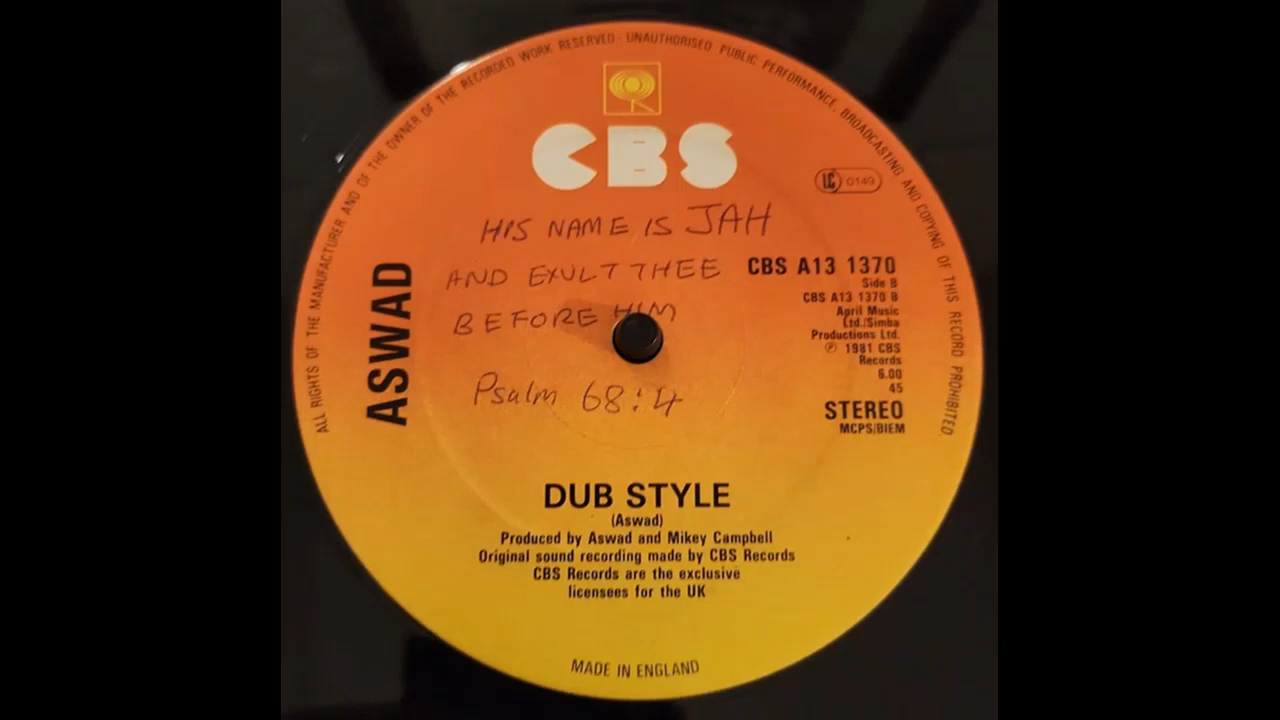 ALL RIGHTS OF THE MANUFACTURER AND OF THE OWNER OF THE RECORDED WORK RESERVED · UNAUTHORISED PUBLIC PERFORMANCE, BROADCASTING AND COPYING OF THIS RECORD PROHIBITED.
CBS
LC 0149
HIS NAME IS JAH
AND EXULT THEE
BEFORE HIM
Psalm 68:4
ASWAD
CBS A13 1370
Side B
CBS A13 1370 B
April Music
Ltd./Simba
Productions Ltd.
℗ 1981 CBS
Records
6.00
45
STEREO
MCPS/BIEM
DUB STYLE
(Aswad)
Produced by Aswad and Mikey Campbell
Original sound recording made by CBS Records
CBS Records are the exclusive
licensees for the UK
MADE IN ENGLAND